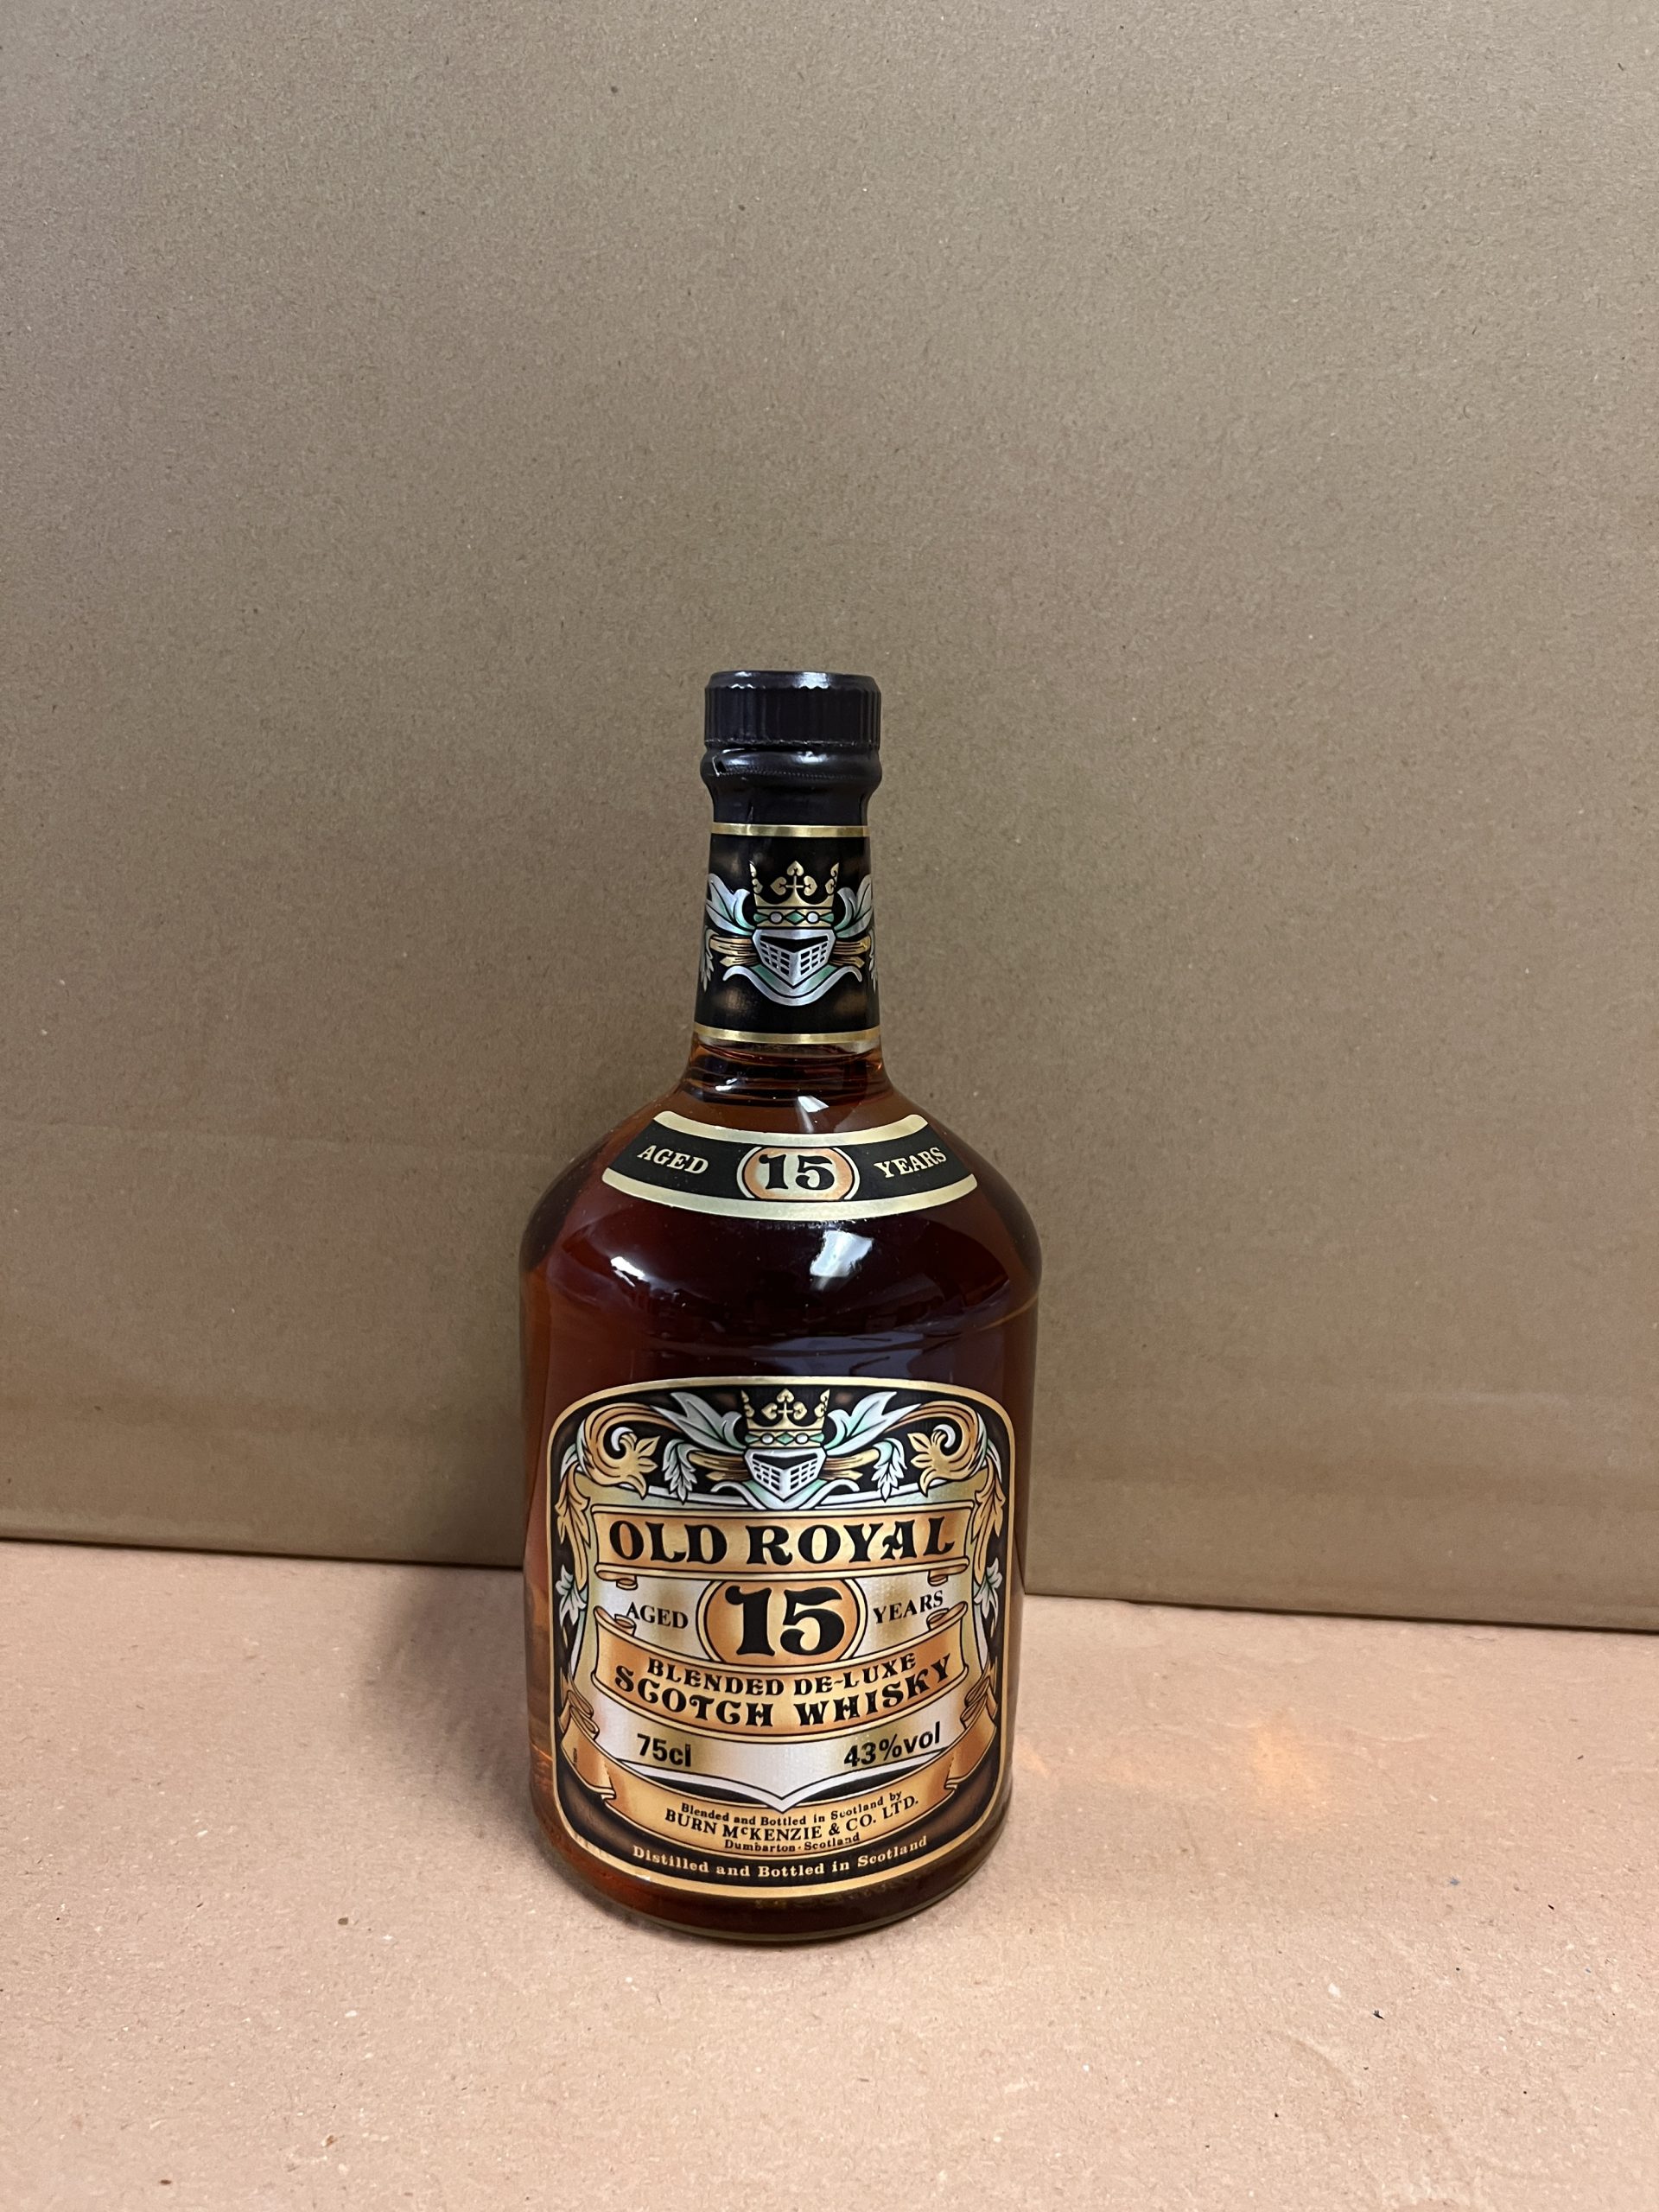 AGED 15 YEARS
OLD ROYAL
AGED 15 YEARS
BLENDED DE-LUXE
SCOTCH WHISKY
75cl 43%vol
Blended and Bottled in Scotland by
BURN McKENZIE & CO. LTD.
Dumbarton·Scotland
Distilled and Bottled in Scotland